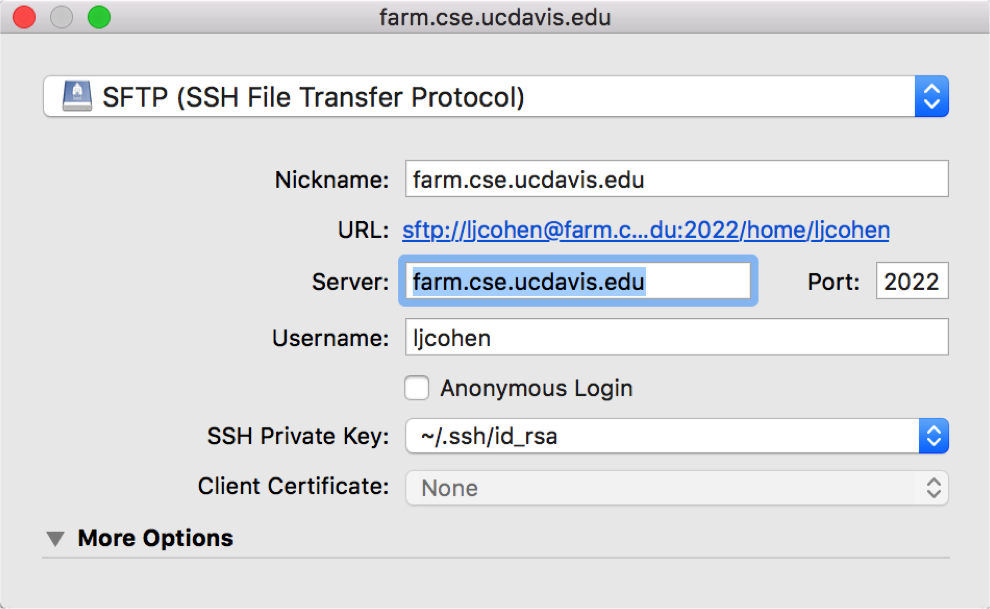 farm.cse.ucdavis.edu
SFTP (SSH File Transfer Protocol)
Nickname: farm.cse.ucdavis.edu
URL: sftp://ljcohen@farm.c...du:2022/home/ljcohen
Server: farm.cse.ucdavis.edu Port: 2022
Username: ljcohen
Anonymous Login
SSH Private Key: ~/.ssh/id_rsa
Client Certificate: None
More Options